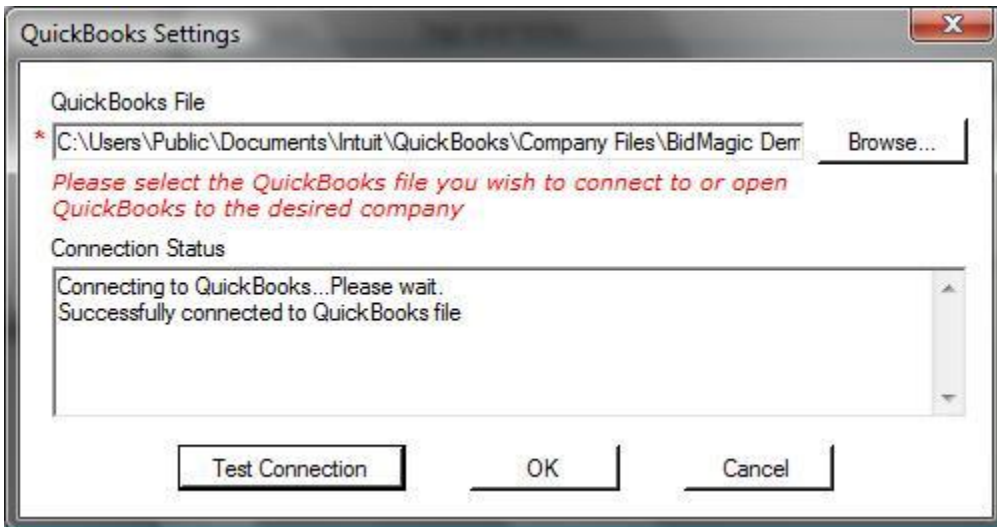 QuickBooks Settings
QuickBooks File
* C:\Users\Public\Documents\Intuit\QuickBooks\Company Files\BidMagic Dem Browse...
Please select the QuickBooks file you wish to connect to or open
QuickBooks to the desired company
Connection Status
Connecting to QuickBooks...Please wait.
Successfully connected to QuickBooks file
Test Connection OK Cancel